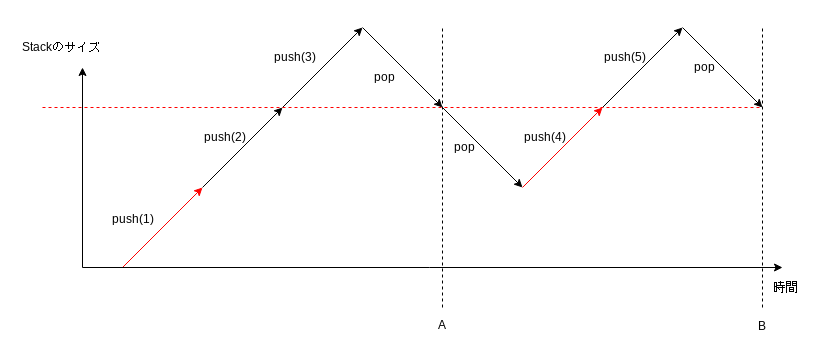 Stackのサイズ
push(3)
push(5)
pop
pop
push(2)
push(4)
pop
push(1)
時間
A
B